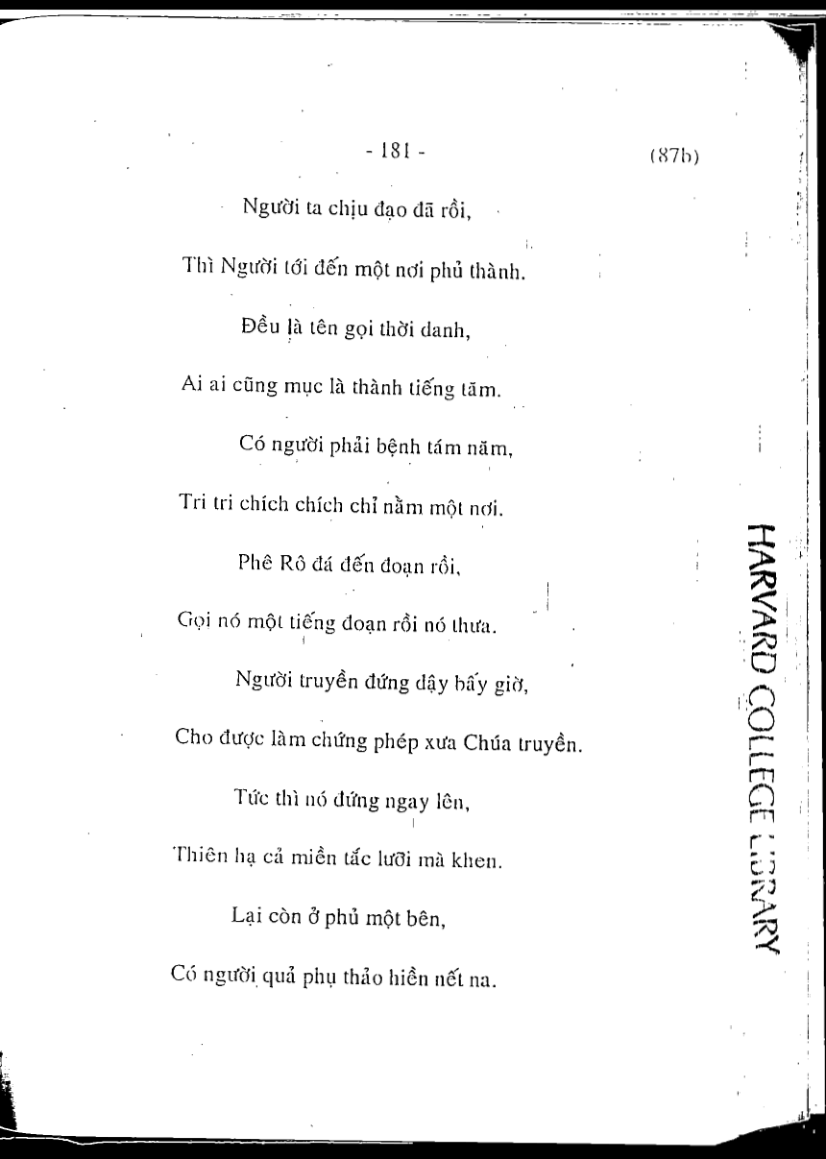 - 181 - (87b)
Người ta chịu đạo đã rồi,
Thì Người tới đến một nơi phủ thành.
Đều là tên gọi thời danh,
Ai ai cũng mục là thành tiếng tăm.
Có người phải bệnh tám năm,
Tri tri chích chích chỉ nằm một nơi.
Phê Rô đá đến đoạn rồi,
Gọi nó một tiếng đoạn rồi nó thưa.
Người truyền đứng dậy bấy giờ,
Cho được làm chứng phép xưa Chúa truyền.
Tức thì nó đứng ngay lên,
Thiên hạ cả miền tắc lưỡi mà khen.
Lại còn ở phủ một bên,
Có người quả phụ thảo hiền nết na.
HARVARD COLLEGE LIBRARY